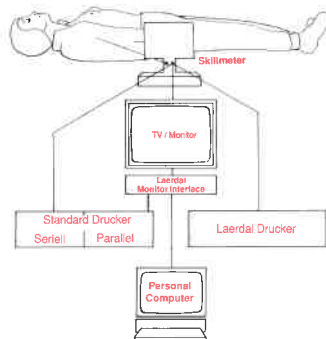 Skillmeter
TV / Monitor
Laerdal
Monitor Interface
Standard Drucker
Seriell Parallel
Laerdal Drucker
Personal
Computer